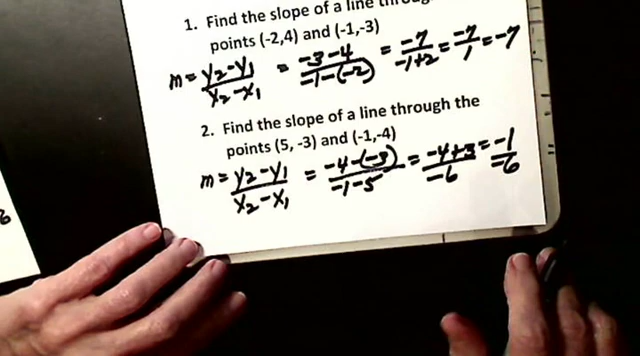 1. Find the slope of a line through
points (-2,4) and (-1,-3)
m = y₂-y₁/x₂-x₁ = -3-4/-1-(-2) = -7/-1+2 = -7/1 = -7
2. Find the slope of a line through the
points (5, -3) and (-1,-4)
m = y₂-y₁/x₂-x₁ = -4-(-3)/-1-5 = -4+3/-6 = -1/-6